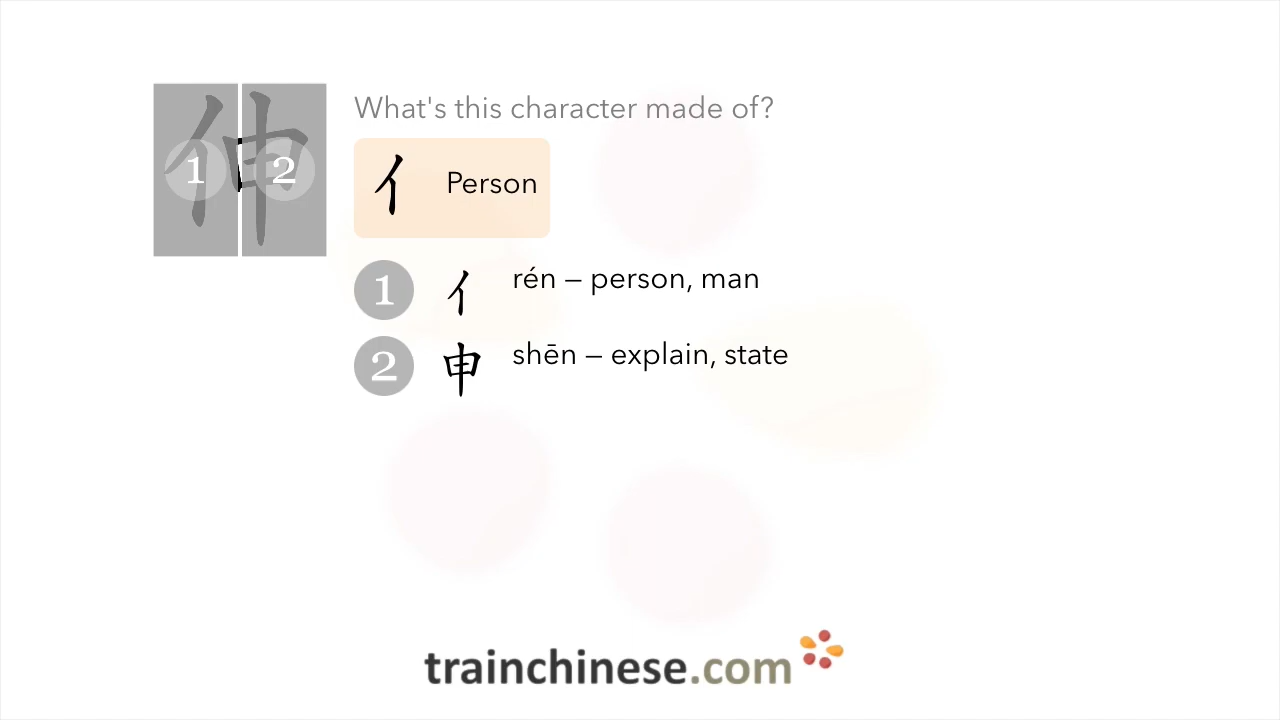 伸
1 2
What's this character made of?
亻 Person
1 亻 rén – person, man
2 申 shēn – explain, state
trainchinese.com